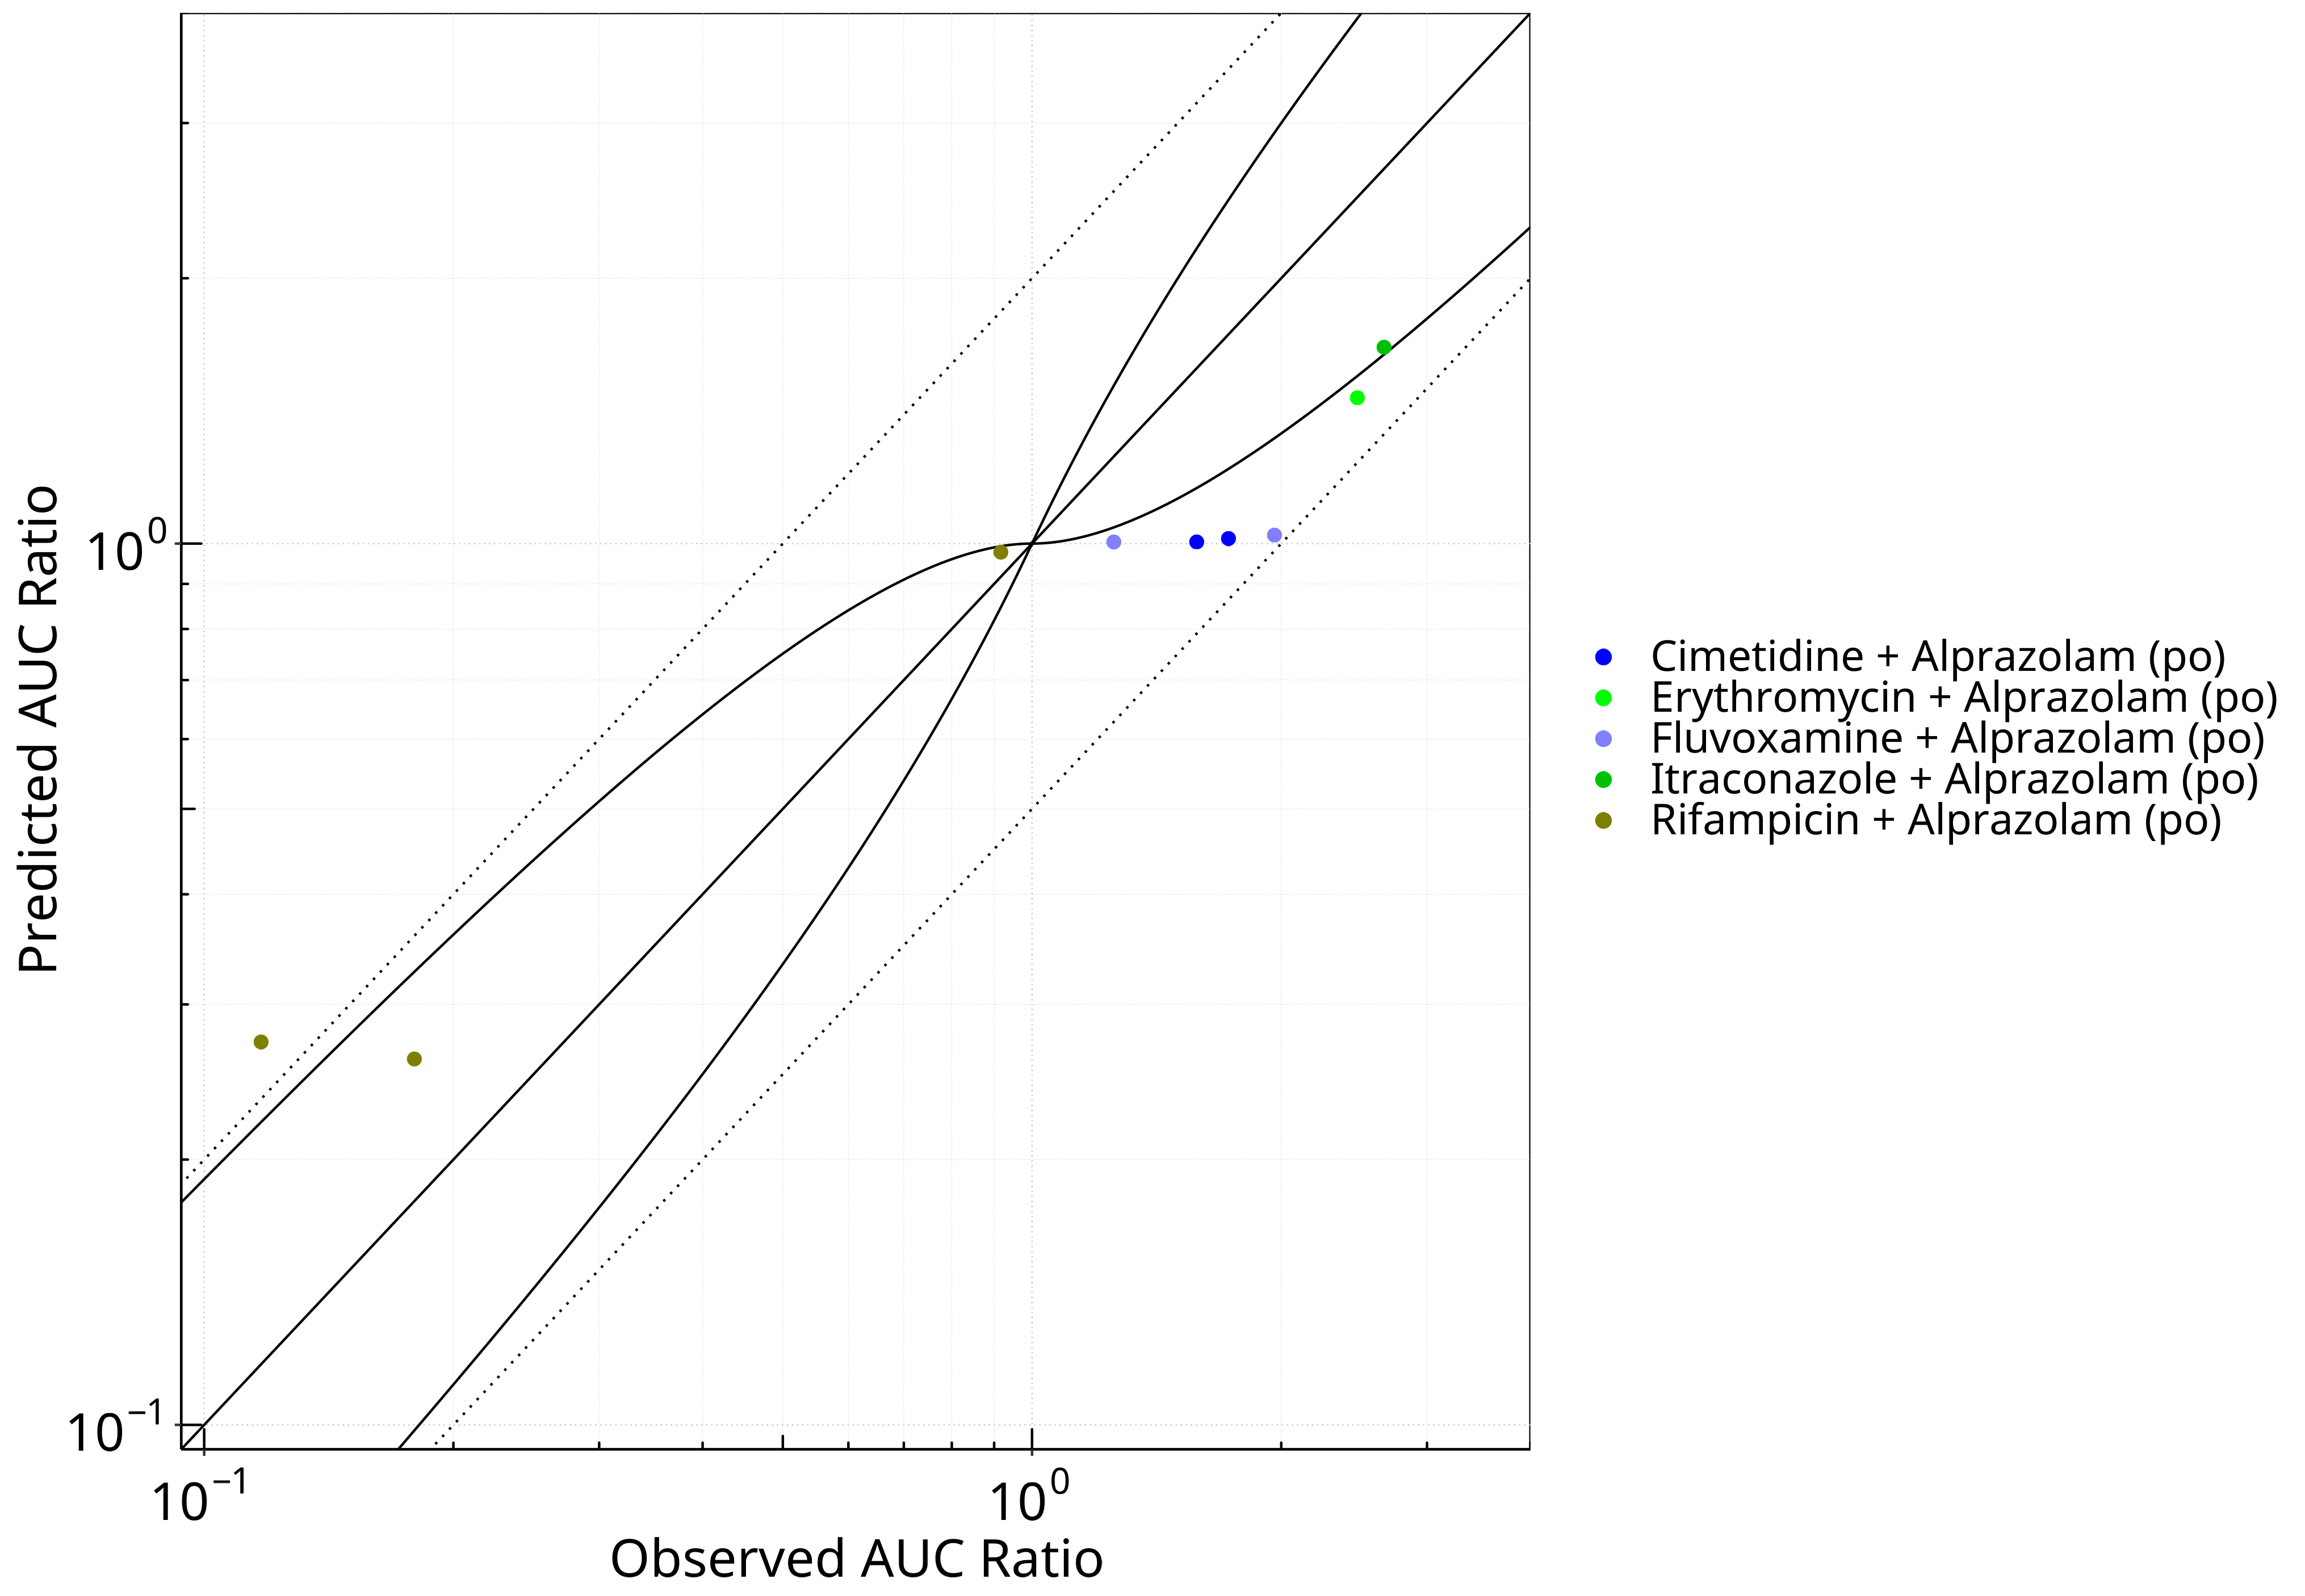 Predicted AUC Ratio
10⁰
10⁻¹
10⁻¹
10⁰
Observed AUC Ratio
Cimetidine + Alprazolam (po)
Erythromycin + Alprazolam (po)
Fluvoxamine + Alprazolam (po)
Itraconazole + Alprazolam (po)
Rifampicin + Alprazolam (po)